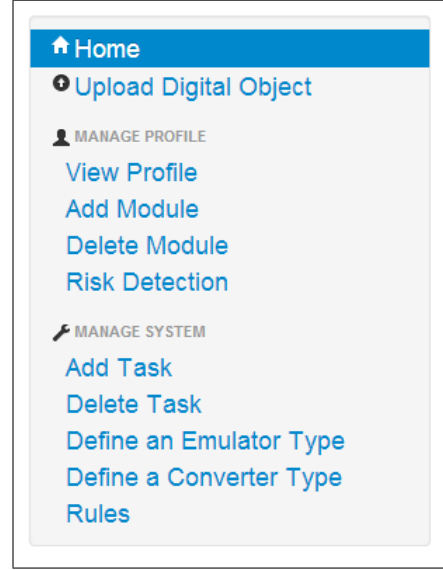 Home
Upload Digital Object
MANAGE PROFILE
View Profile
Add Module
Delete Module
Risk Detection
MANAGE SYSTEM
Add Task
Delete Task
Define an Emulator Type
Define a Converter Type
Rules